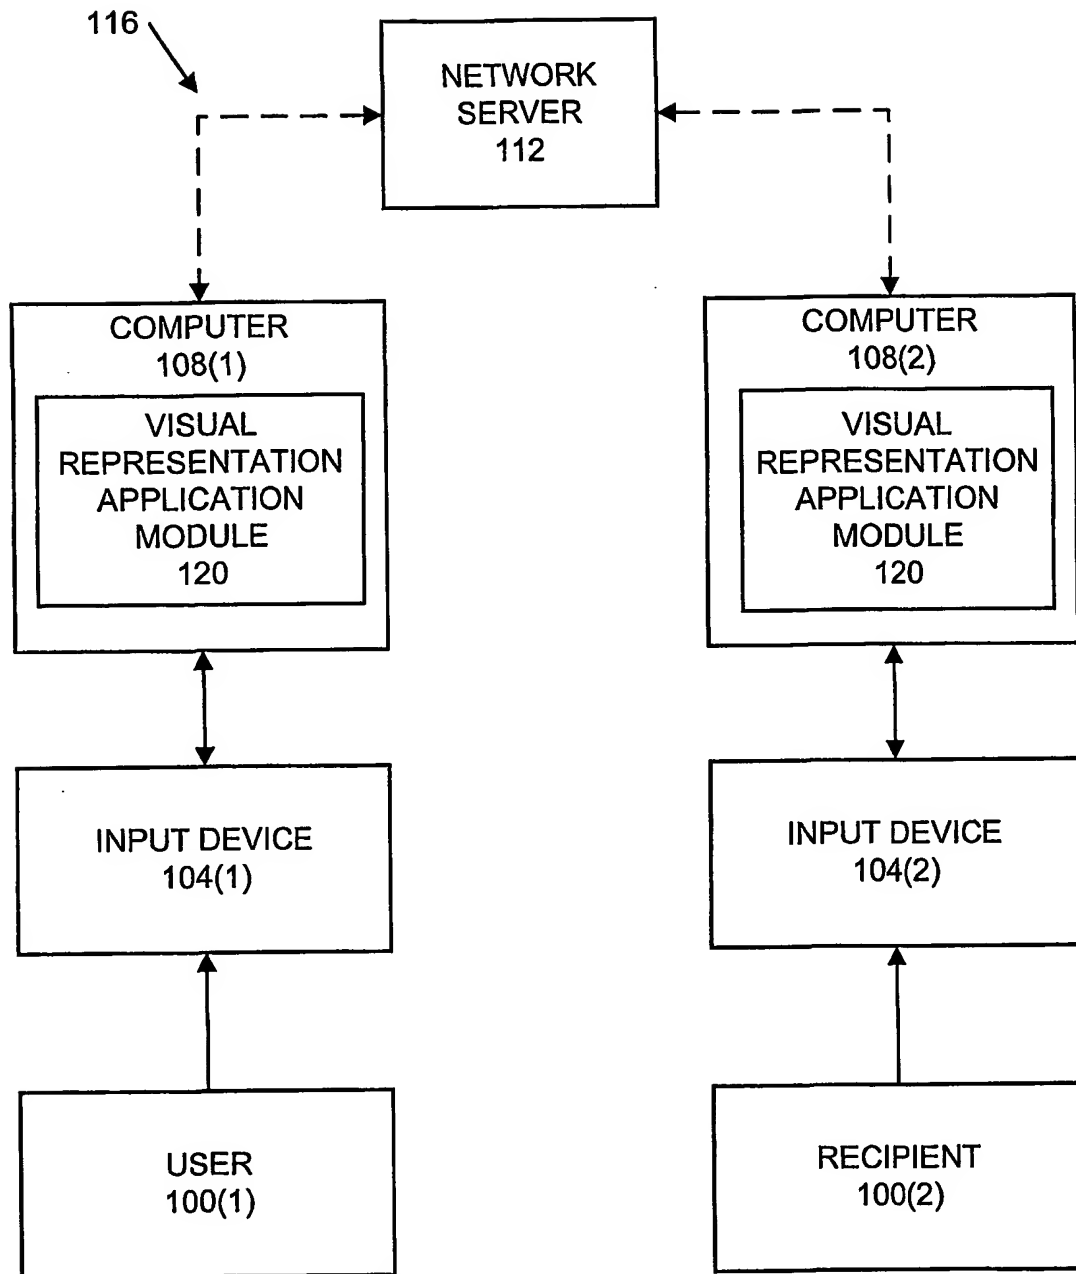 116
NETWORK
SERVER
112
COMPUTER
108(1)
VISUAL
REPRESENTATION
APPLICATION
MODULE
120
COMPUTER
108(2)
VISUAL
REPRESENTATION
APPLICATION
MODULE
120
INPUT DEVICE
104(1)
INPUT DEVICE
104(2)
USER
100(1)
RECIPIENT
100(2)